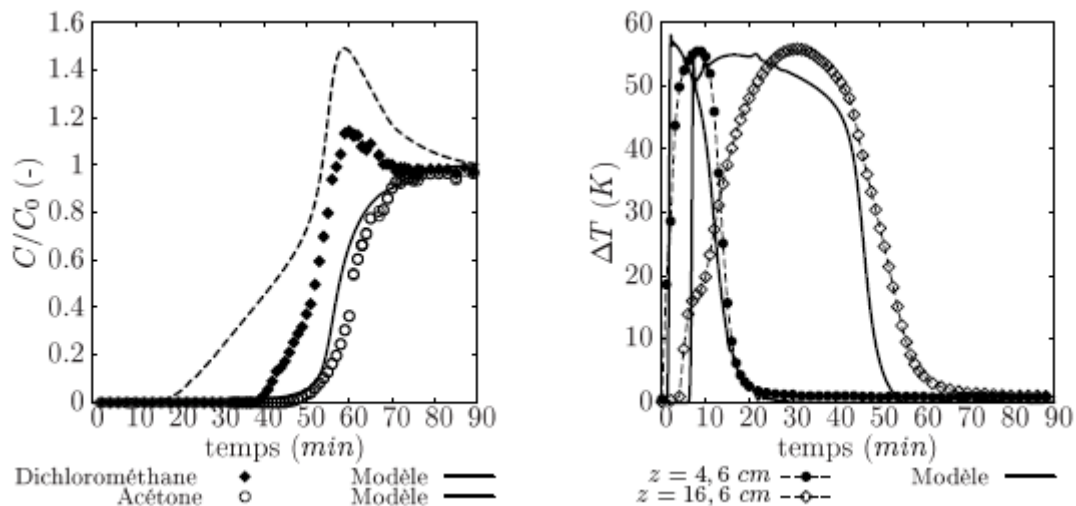 1.6
1.4
1.2
1
0.8
0.6
0.4
0.2
0
C/C₀ (-)
0 10 20 30 40 50 60 70 80 90
temps (min)
Dichlorométhane
Modèle
Acétone
Modèle
60
50
40
30
20
10
0
ΔT (K)
0 10 20 30 40 50 60 70 80 90
temps (min)
z = 4,6 cm
Modèle
z = 16,6 cm